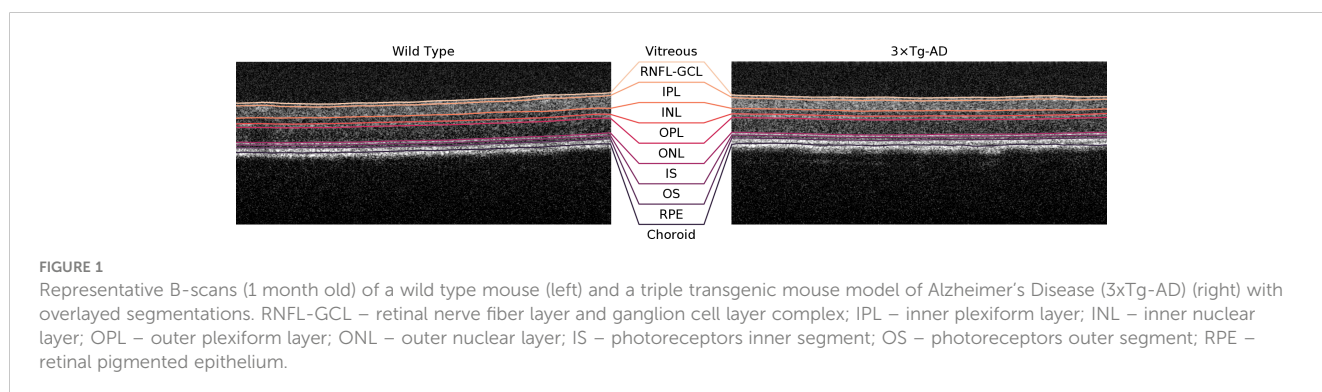 Wild Type
Vitreous
3×Tg-AD
RNFL-GCL
IPL
INL
OPL
ONL
IS
OS
RPE
Choroid
FIGURE 1
Representative B-scans (1 month old) of a wild type mouse (left) and a triple transgenic mouse model of Alzheimer’s Disease (3xTg-AD) (right) with
overlayed segmentations. RNFL-GCL – retinal nerve fiber layer and ganglion cell layer complex; IPL – inner plexiform layer; INL – inner nuclear
layer; OPL – outer plexiform layer; ONL – outer nuclear layer; IS – photoreceptors inner segment; OS – photoreceptors outer segment; RPE –
retinal pigmented epithelium.